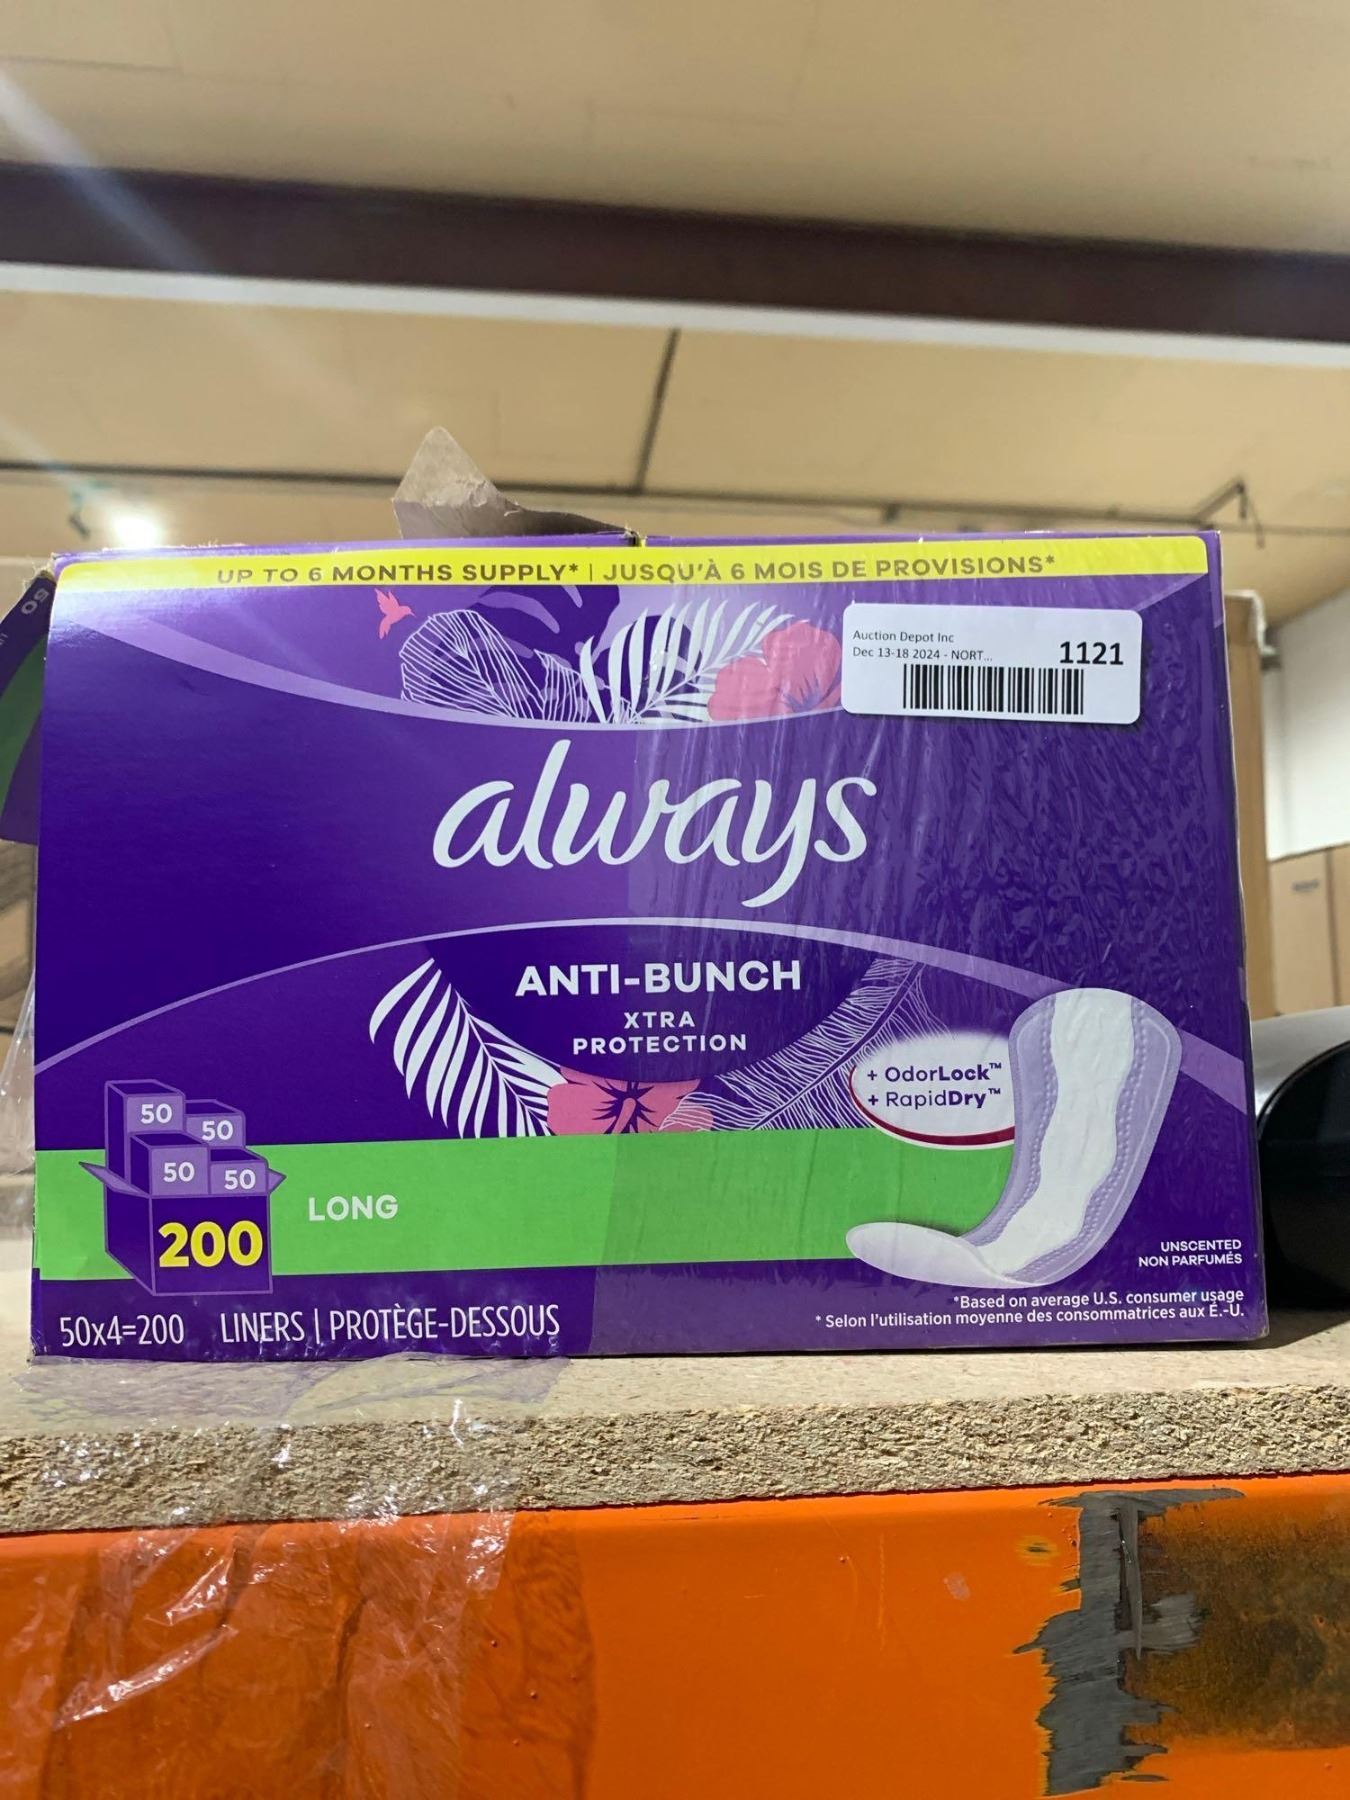 UP TO 6 MONTHS SUPPLY* | JUSQU'À 6 MOIS DE PROVISIONS*
Auction Depot Inc
Dec 13-18 2024 - NORT...
1121
always
ANTI-BUNCH
XTRA
PROTECTION
+ OdorLock™
+ RapidDry™
50
50
50
50
200
LONG
UNSCENTED
NON PARFUMÉS
50x4=200 LINERS | PROTÈGE-DESSOUS
*Based on average U.S. consumer usage
* Selon l'utilisation moyenne des consommatrices aux É.-U.
50